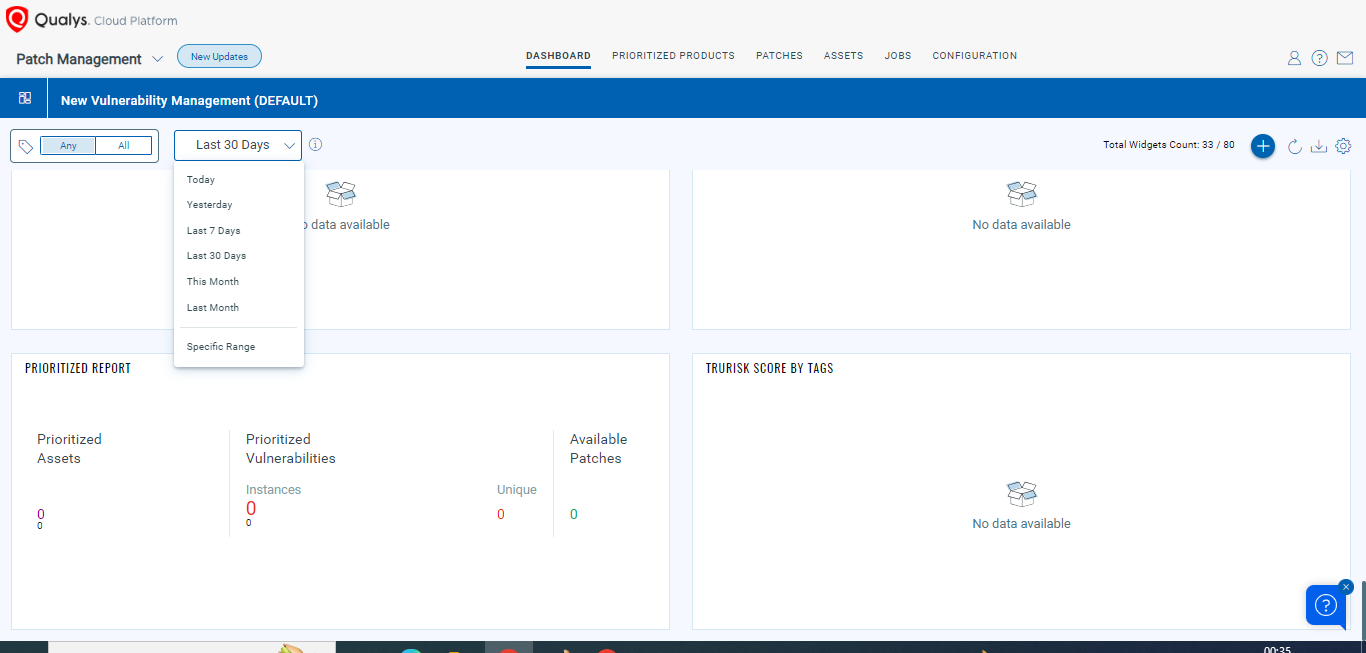 Qualys. Cloud Platform
Patch Management
New Updates
DASHBOARD
PRIORITIZED PRODUCTS
PATCHES
ASSETS
JOBS
CONFIGURATION
New Vulnerability Management (DEFAULT)
Any
All
Last 30 Days
Total Widgets Count: 33 / 80
Today
Yesterday
Last 7 Days
Last 30 Days
This Month
Last Month
Specific Range
data available
No data available
PRIORITIZED REPORT
Prioritized
Assets
0
0
Prioritized
Vulnerabilities
Instances
0
0
Unique
0
Available
Patches
0
TRURISK SCORE BY TAGS
No data available
00:35